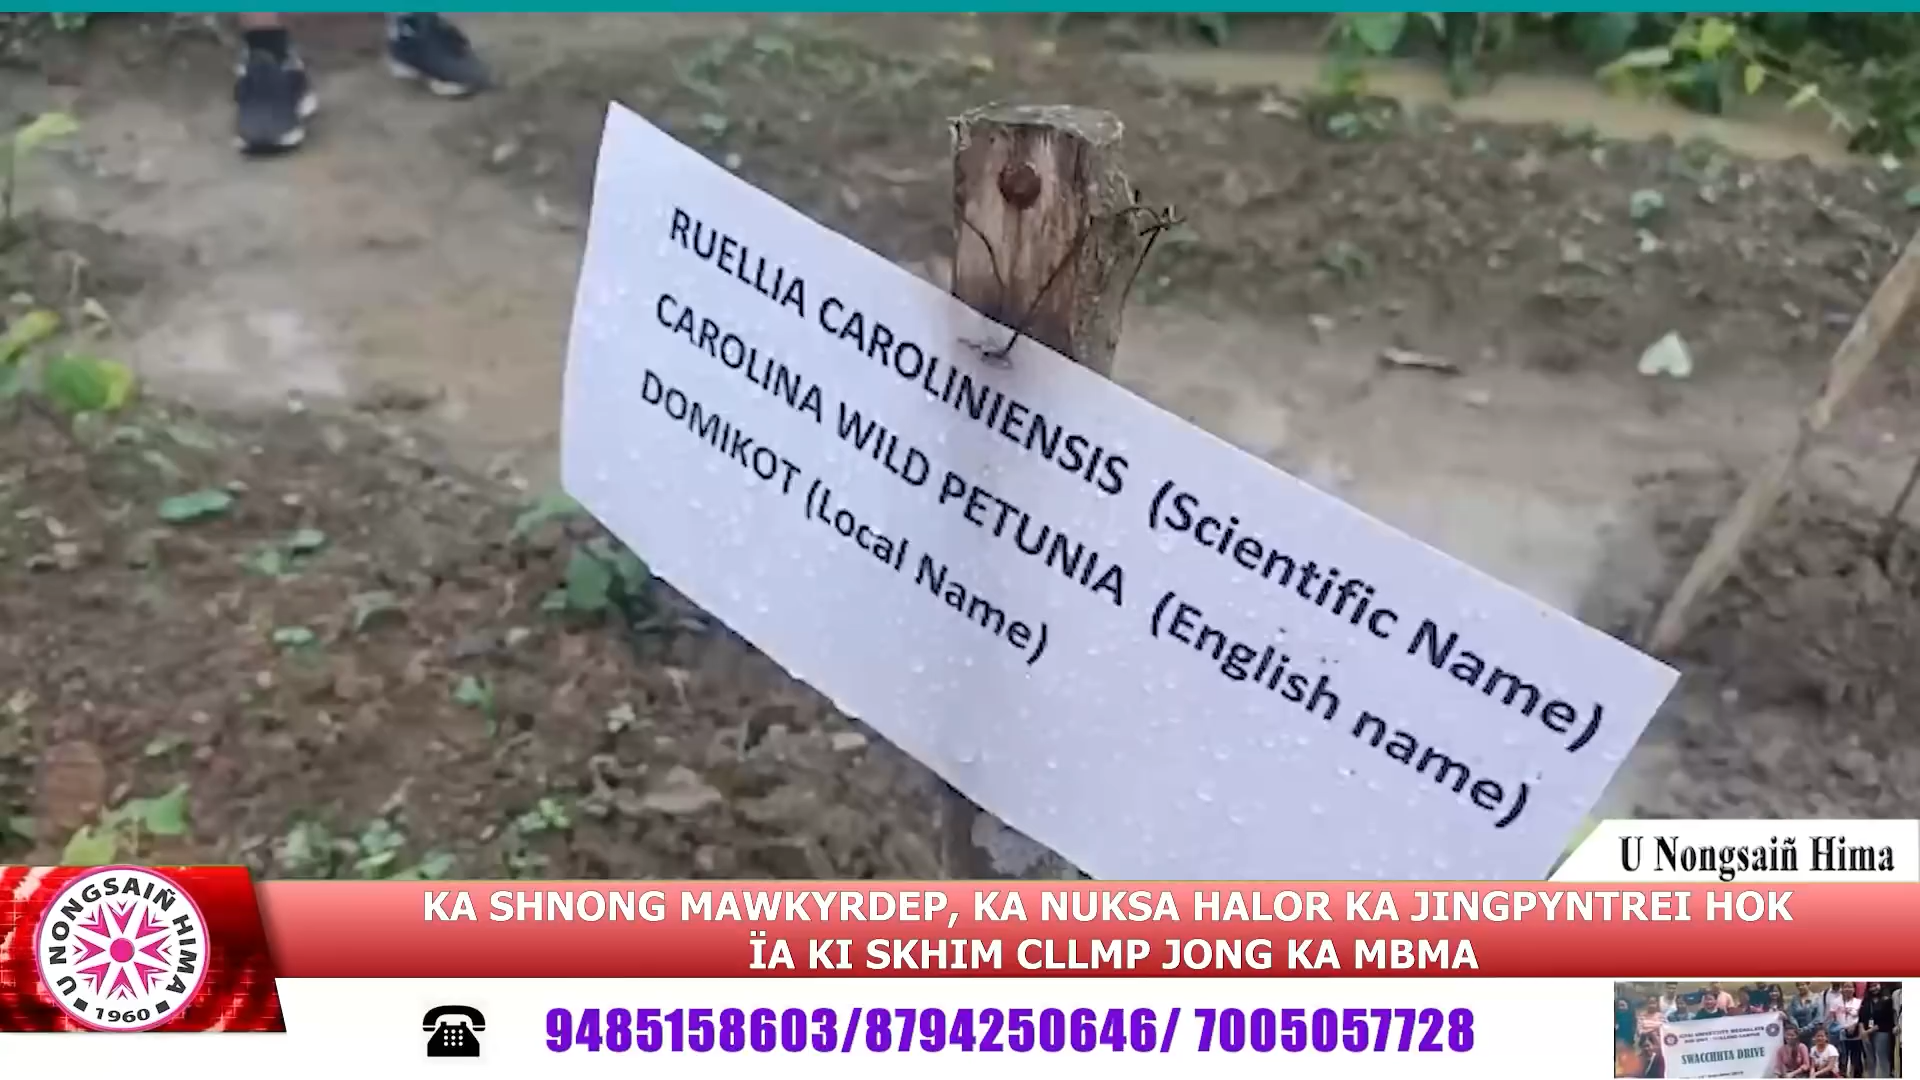 RUELLIA CAROLINIENSIS (Scientific Name)
CAROLINA WILD PETUNIA (English name)
DOMIKOT (Local Name)
U Nongsaiñ Hima
U NONGSAIÑ HIMA
1960
KA SHNONG MAWKYRDEP, KA NUKSA HALOR KA JINGPYNTREI HOK
ÏA KI SKHIM CLLMP JONG KA MBMA
9485158603/8794250646/ 7005057728
SWACCHHTA DRIVE